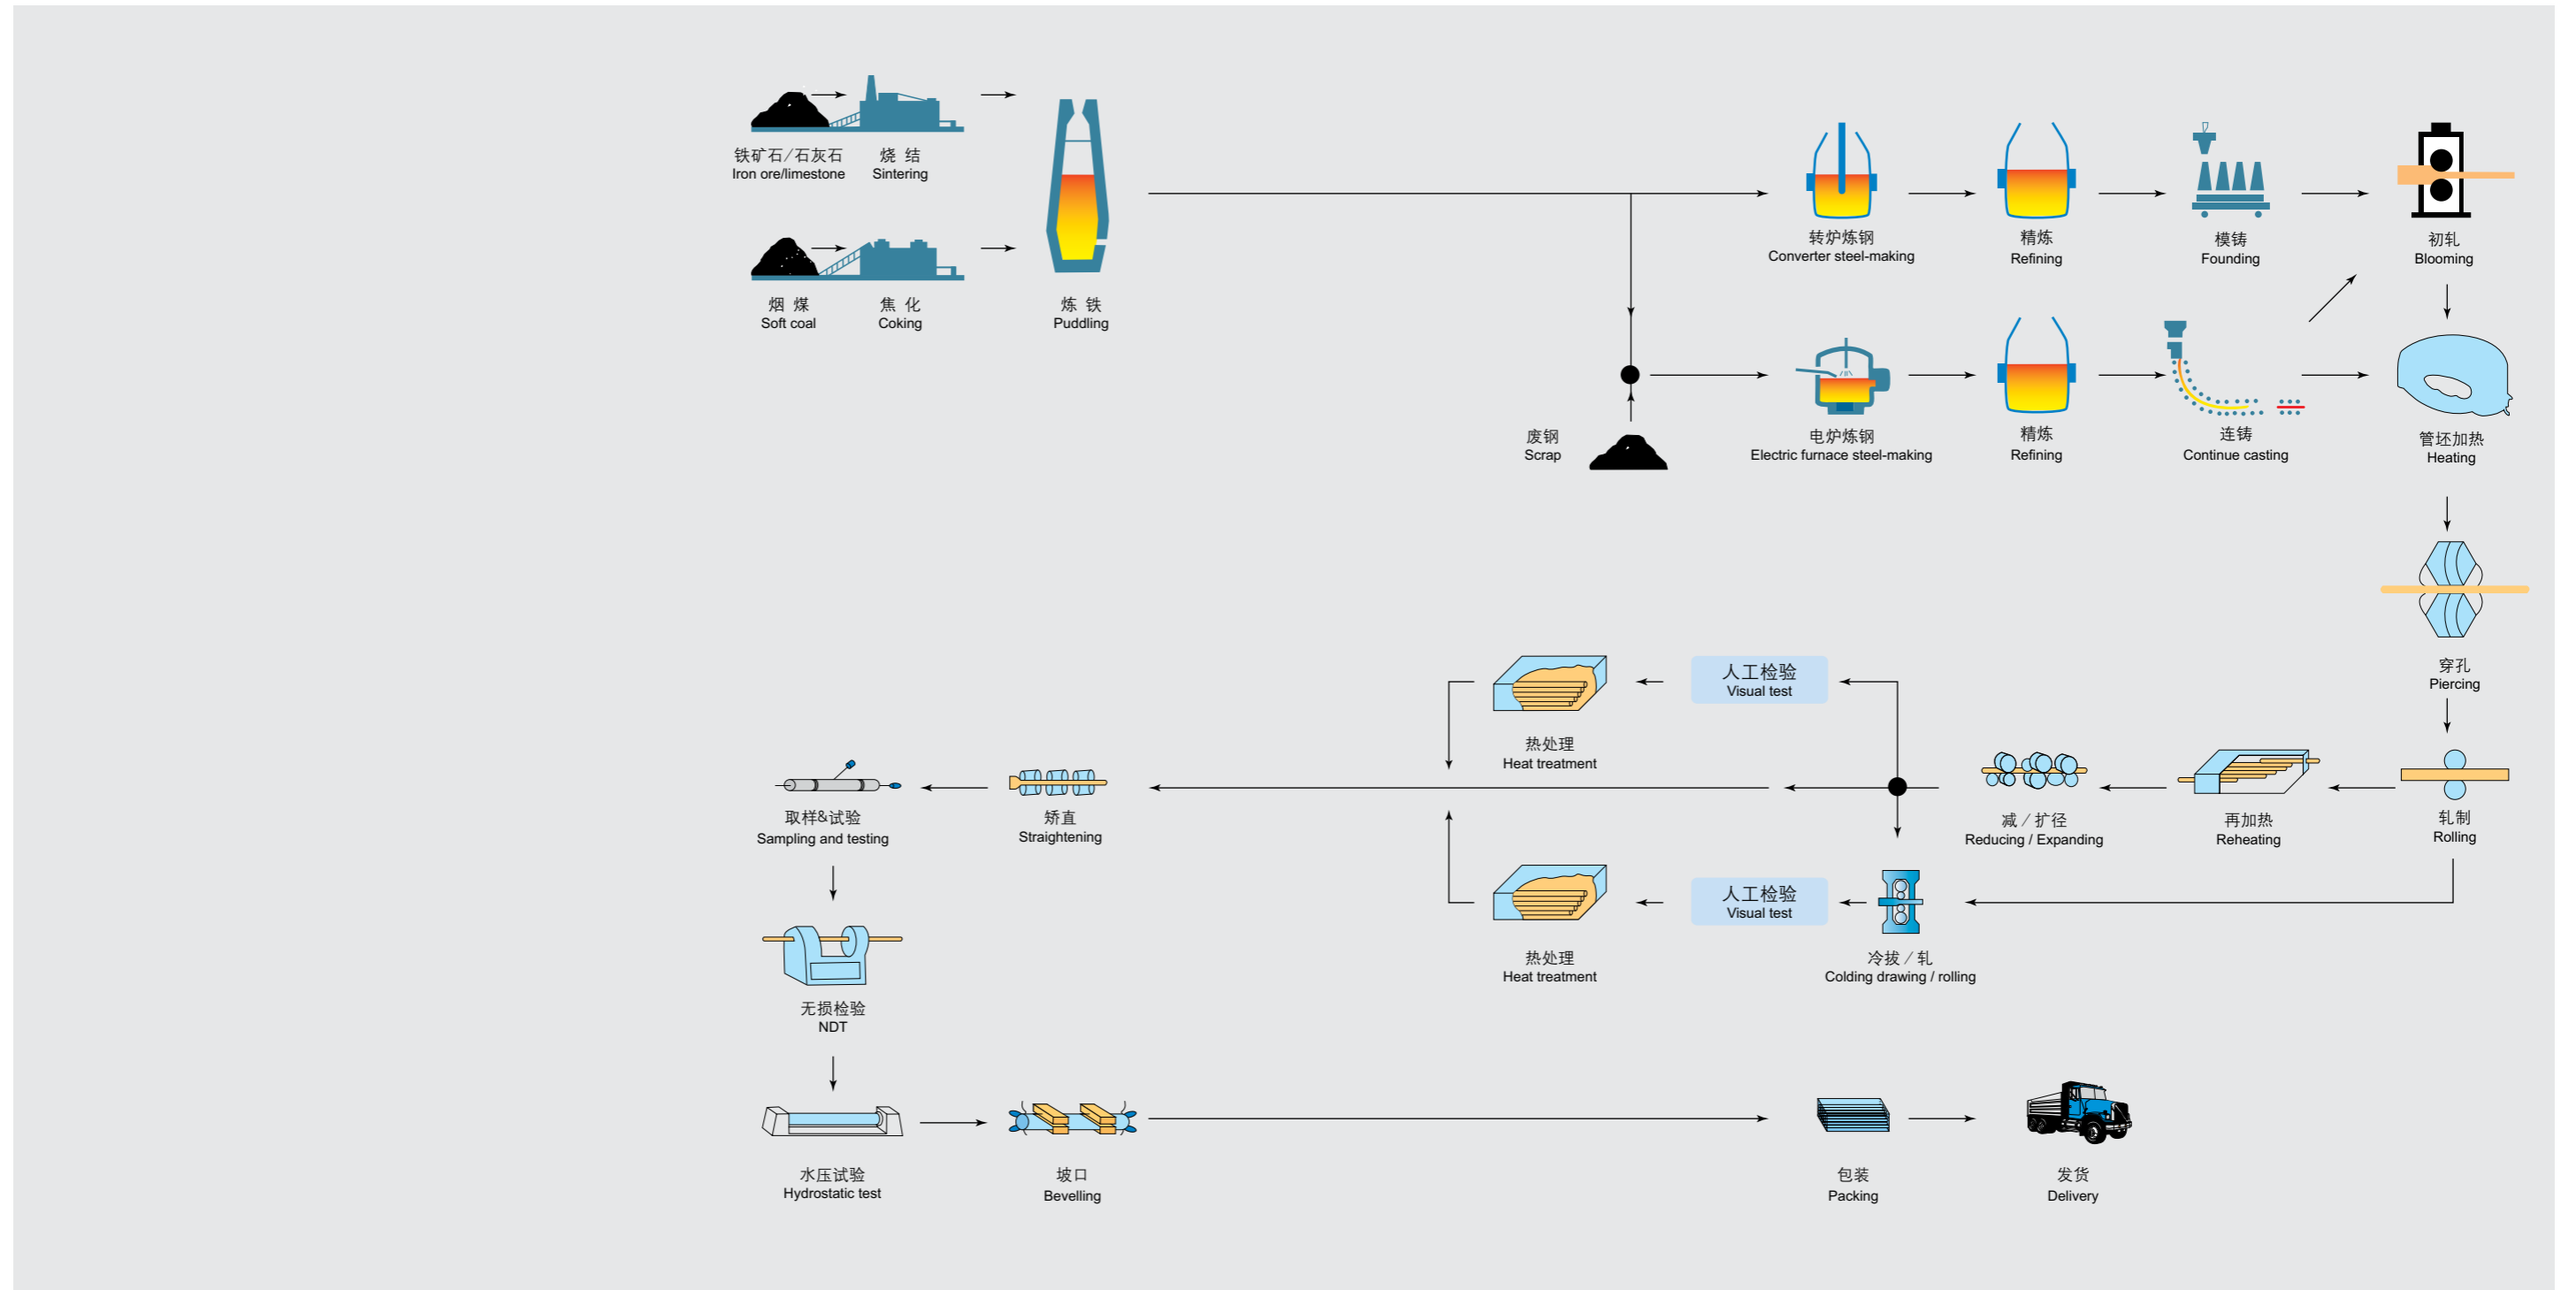 铁矿石/石灰石
Iron ore/limestone
烧 结
Sintering
烟 煤
Soft coal
焦 化
Coking
炼 铁
Puddling
转炉炼钢
Converter steel-making
精炼
Refining
模铸
Founding
初轧
Blooming
废钢
Scrap
电炉炼钢
Electric furnace steel-making
精炼
Refining
连铸
Continue casting
管坯加热
Heating
穿孔
Piercing
轧制
Rolling
再加热
Reheating
减/扩径
Reducing / Expanding
人工检验
Visual test
热处理
Heat treatment
冷拔/轧
Colding drawing / rolling
人工检验
Visual test
热处理
Heat treatment
矫直
Straightening
取样&试验
Sampling and testing
无损检验
NDT
水压试验
Hydrostatic test
坡口
Bevelling
包装
Packing
发货
Delivery